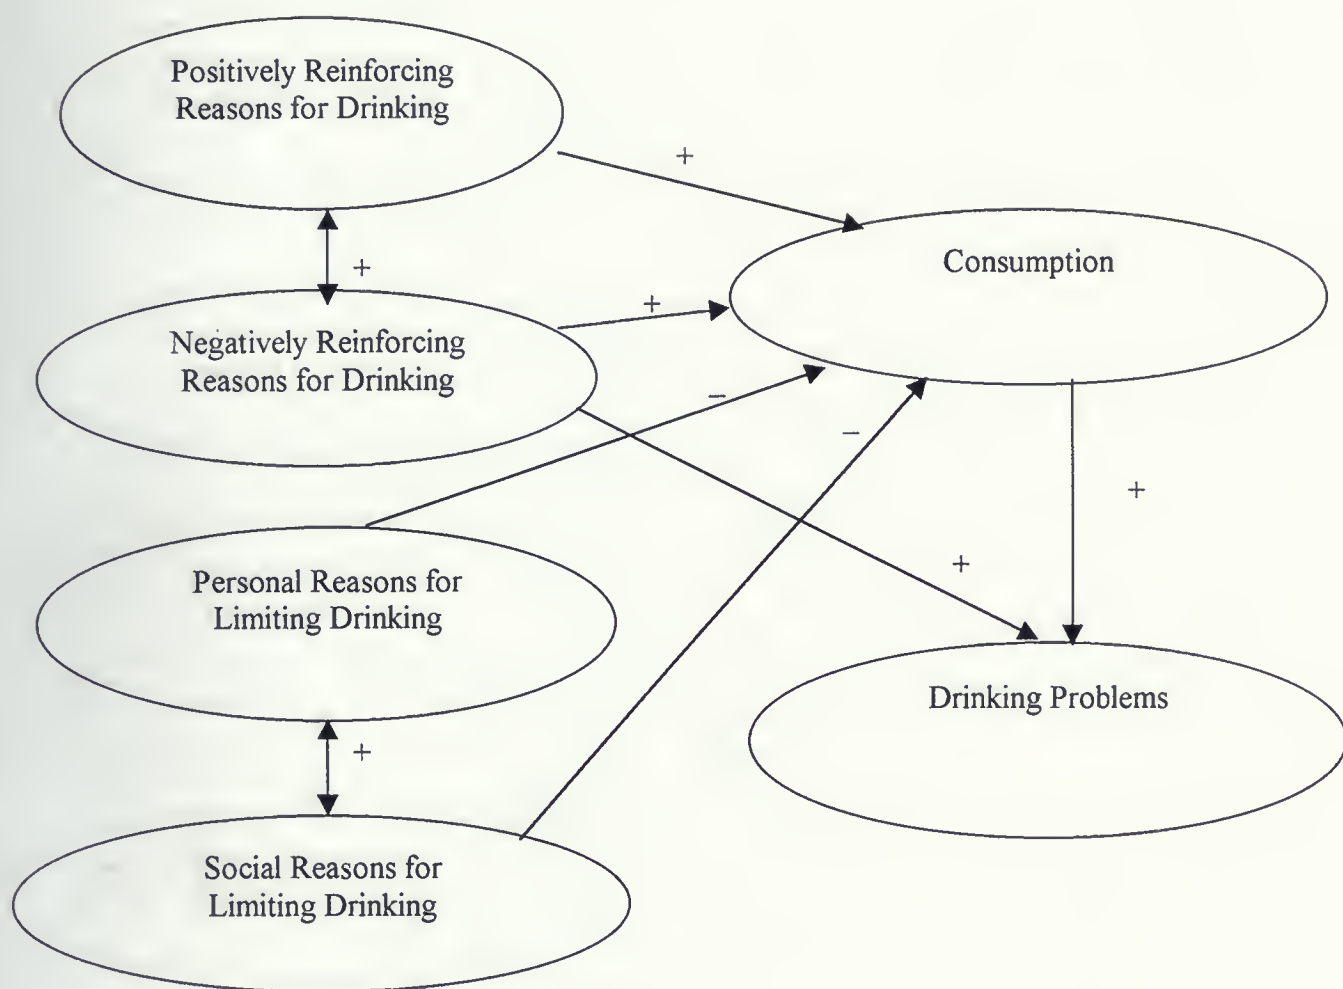 Positively Reinforcing
Reasons for Drinking
+
+
Consumption
+
Negatively Reinforcing
Reasons for Drinking
−
−
+
+
Personal Reasons for
Limiting Drinking
Drinking Problems
+
Social Reasons for
Limiting Drinking